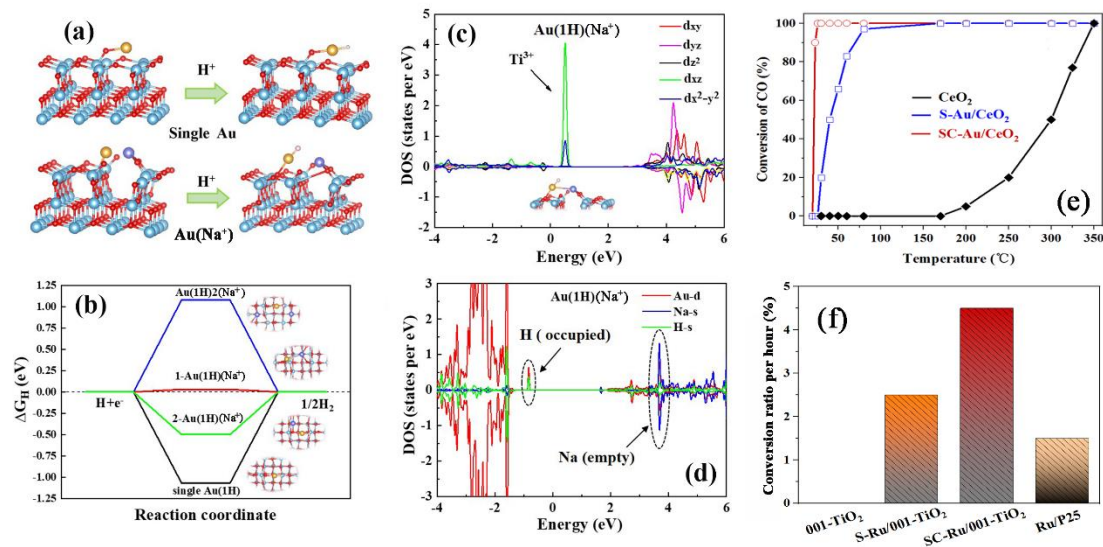 (a)
H⁺
Single Au
H⁺
Au(Na⁺)
(b)
ΔG_H (eV)
1.25
1.00
0.75
0.50
0.25
0.00
-0.25
-0.50
-0.75
-1.00
-1.25
Au(1H)2(Na⁺)
1-Au(1H)(Na⁺)
H+e⁻
1/2H₂
2-Au(1H)(Na⁺)
single Au(1H)
Reaction coordinate
(c)
Au(1H)(Na⁺)
Ti³⁺
dxy
dyz
dz²
dxz
dx²-y²
DOS (states per eV)
5
4
3
2
1
0
-1
-4 -2 0 2 4 6
Energy (eV)
Au(1H)(Na⁺)
Au-d
Na-s
H-s
H ( occupied)
Na (empty)
(d)
DOS (states per eV)
3
2
1
0
-1
-2
-3
-4 -2 0 2 4 6
Energy (eV)
Conversion of CO (%)
100
80
60
40
20
0
CeO₂
S-Au/CeO₂
SC-Au/CeO₂
(e)
50 100 150 200 250 300 350
Temperature (℃)
(f)
Conversion ratio per hour (%)
5
4
3
2
1
0
001-TiO₂
S-Ru/001-TiO₂
SC-Ru/001-TiO₂
Ru/P25